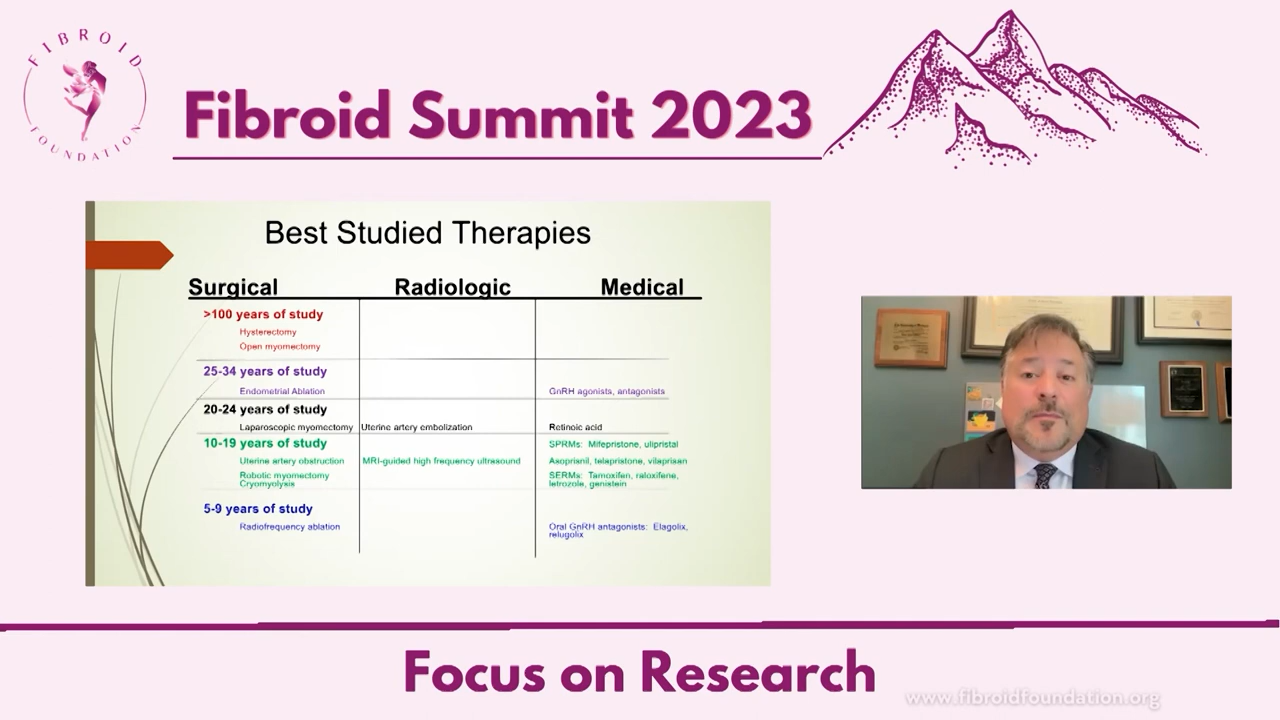 FIBROID
FOUNDATION
Fibroid Summit 2023
Best Studied Therapies
Surgical Radiologic Medical
>100 years of study
Hysterectomy
Open myomectomy
25-34 years of study
Endometrial Ablation GnRH agonists, antagonists
20-24 years of study
Laparoscopic myomectomy Uterine artery embolization Retinoic acid
10-19 years of study SPRMs: Mifepristone, ulipristal
Uterine artery obstruction MRI-guided high frequency ultrasound Asoprisnil, telapristone, vilaprisan
Robotic myomectomy SERMs: Tamoxifen, raloxifene,
Cryomyolysis letrozole, genistein
5-9 years of study
Radiofrequency ablation Oral GnRH antagonists: Elagolix,
relugolix
Focus on Research
www.fibroidfoundation.org